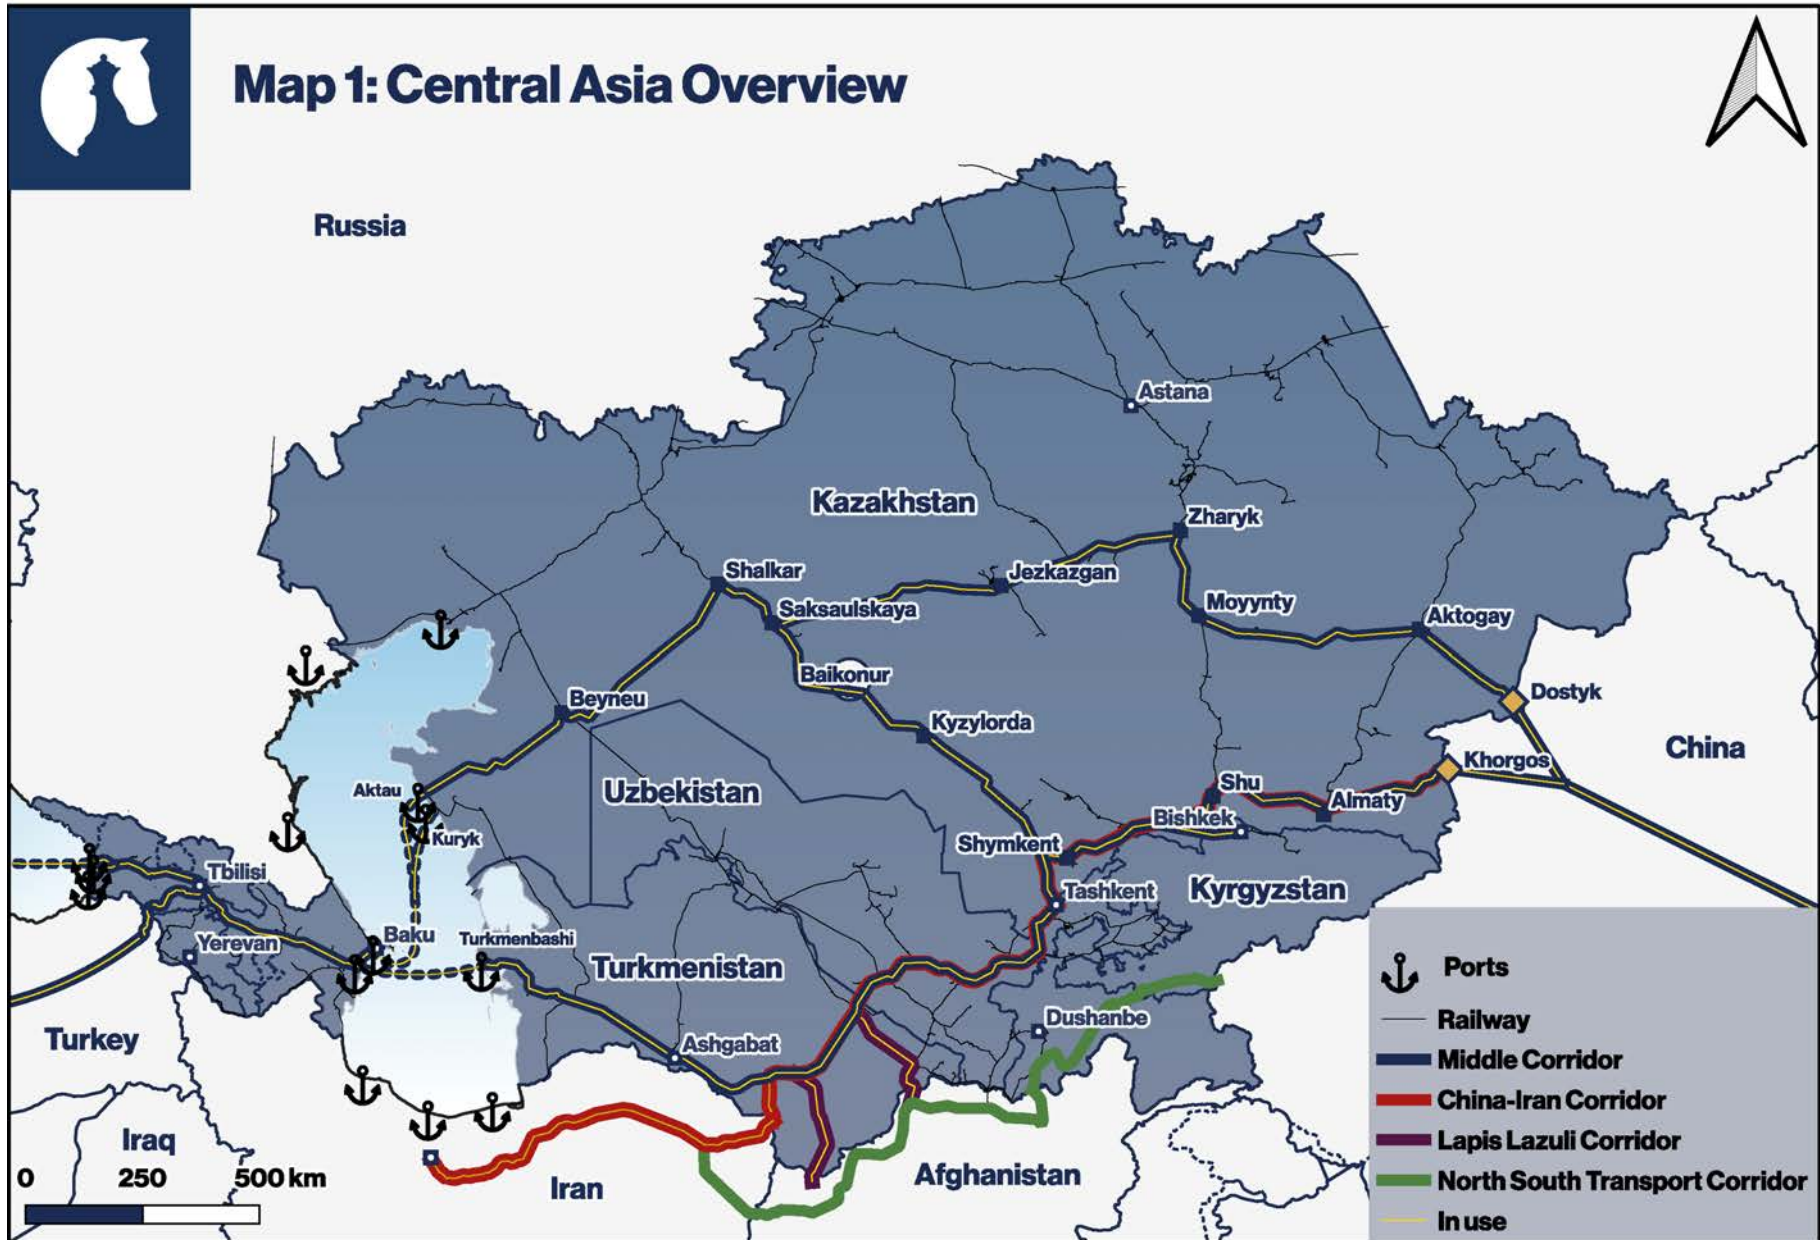 Map 1: Central Asia Overview
Russia
Astana
Kazakhstan
Zharyk
Shalkar
Jezkazgan
Saksaulskaya
Moyynty
Aktogay
Baikonur
Dostyk
Beyneu
Kyzylorda
China
Khorgos
Aktau
Uzbekistan
Shu
Almaty
Kuryk
Bishkek
Shymkent
Tbilisi
Tashkent
Kyrgyzstan
Yerevan
Baku
Turkmenbashi
Turkmenistan
Dushanbe
Turkey
Ashgabat
Iraq
Iran
Afghanistan
0 250 500 km
Ports
Railway
Middle Corridor
China-Iran Corridor
Lapis Lazuli Corridor
North South Transport Corridor
In use